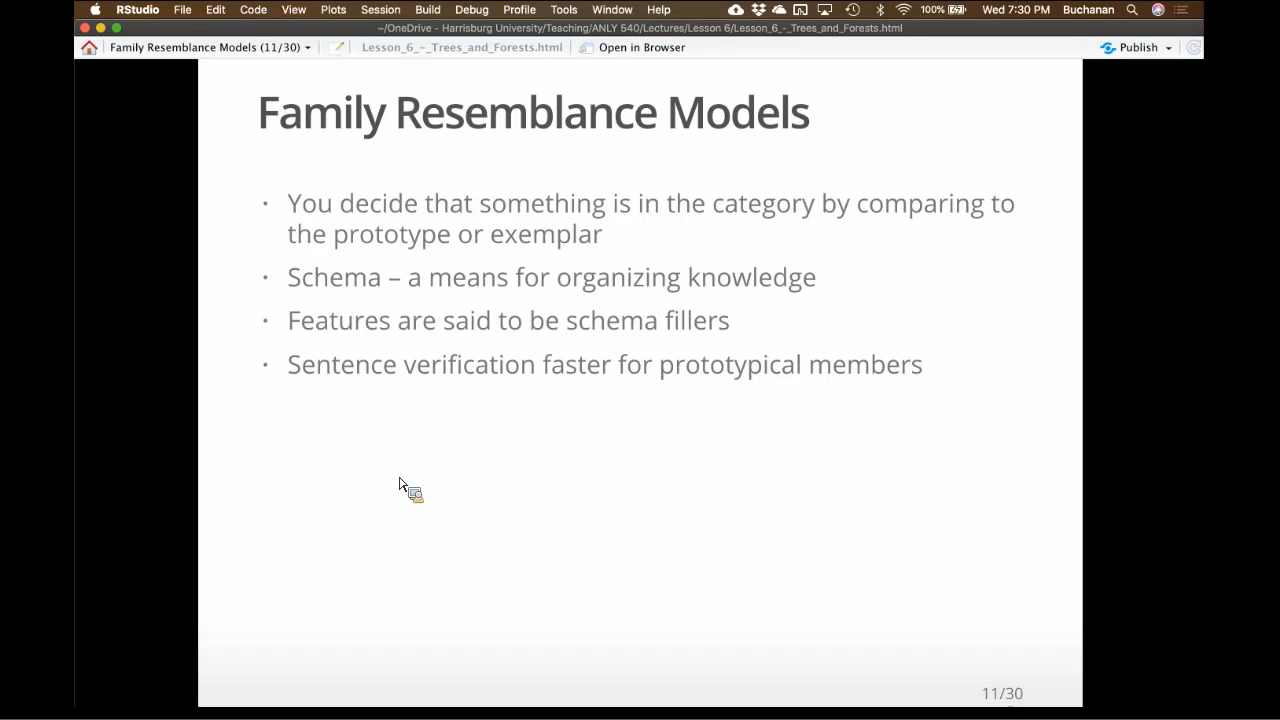 RStudio File Edit Code View Plots Session Build Debug Profile Tools Window Help 100% Wed 7:30 PM Buchanan
~/OneDrive - Harrisburg University/Teaching/ANLY 540/Lectures/Lesson 6/Lesson_6_-_Trees_and_Forests.html
Family Resemblance Models (11/30) Lesson_6_-_Trees_and_Forests.html Open in Browser Publish
Family Resemblance Models
· You decide that something is in the category by comparing to
the prototype or exemplar
· Schema – a means for organizing knowledge
· Features are said to be schema fillers
· Sentence verification faster for prototypical members
11/30